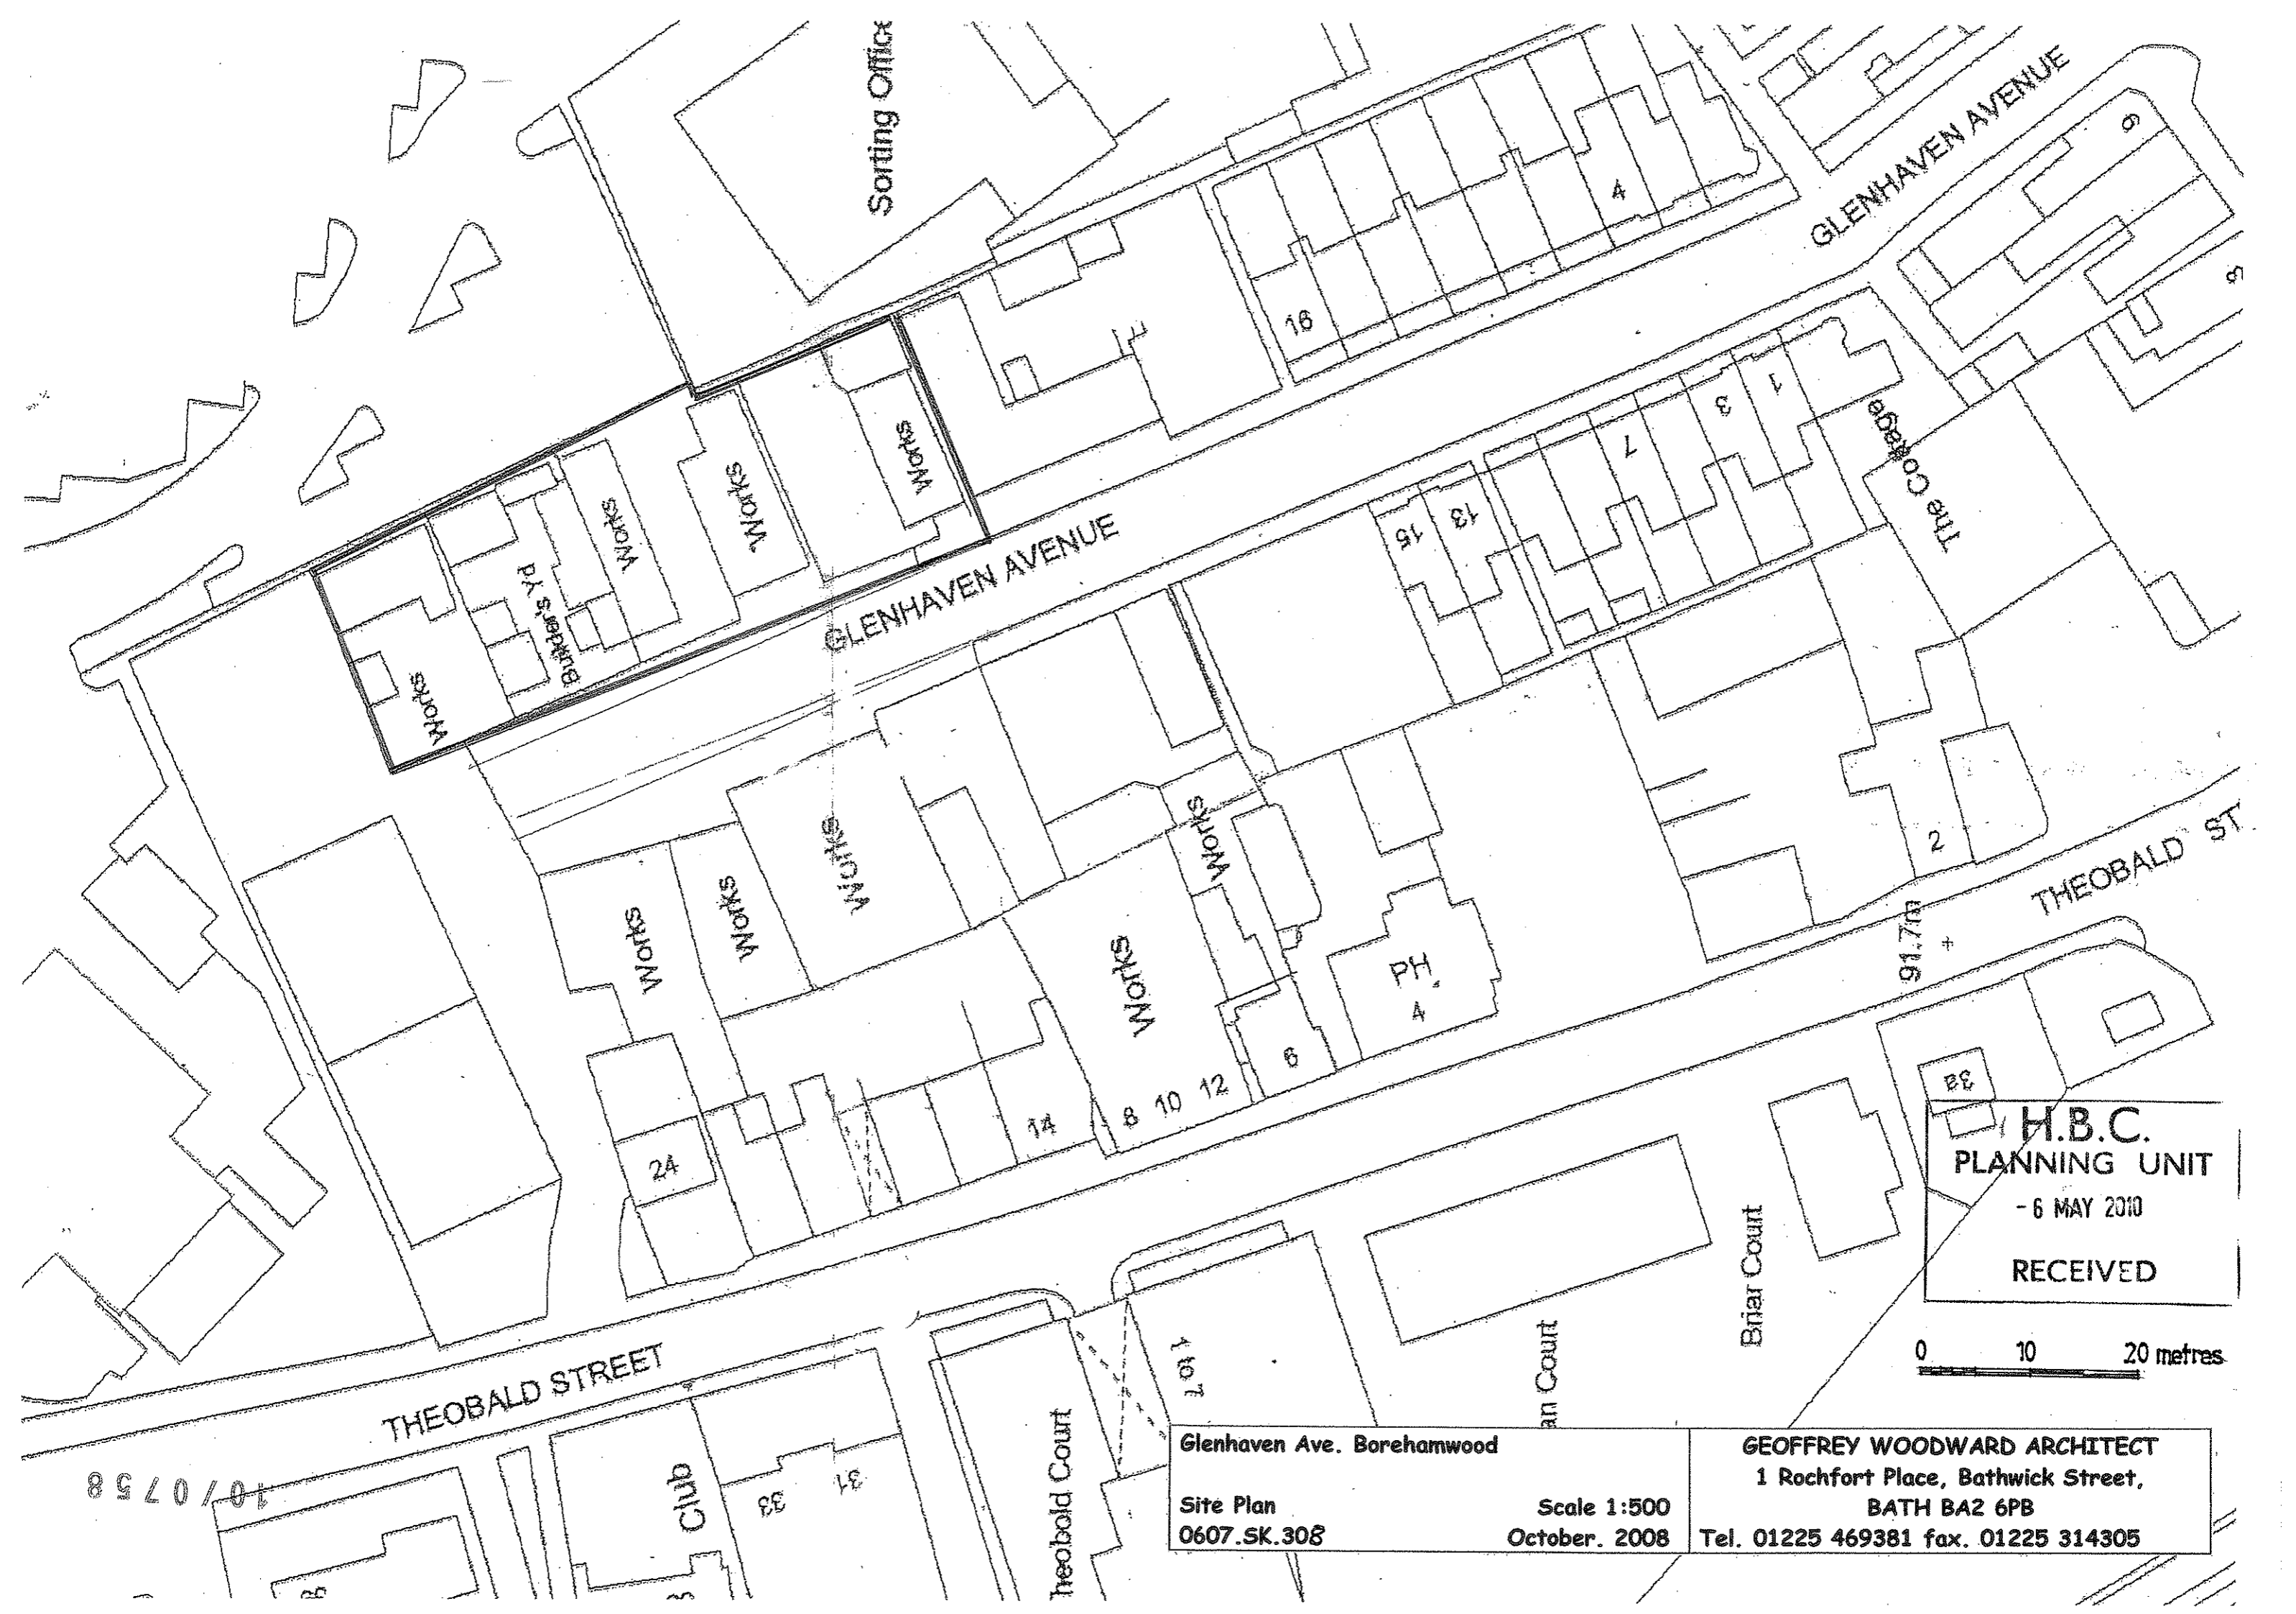 Sorting Office
GLENHAVEN AVENUE
9
4
16
3
1
3
7
13
15
The Cottage
Works
Works
Works
Builder's Yd
Works
GLENHAVEN AVENUE
Works
Works
Works
Works
Works
PH
4
6
8 10 12
14
24
2
THEOBALD ST
91.7m
3a
H.B.C.
PLANNING UNIT
- 6 MAY 2010
RECEIVED
0 10 20 metres
Briar Court
an Court
1 to 7
heobold Court
THEOBALD STREET
Club
33
31
10/0758
Glenhaven Ave. Borehamwood
Site Plan
Scale 1:500
0607.SK.308
October. 2008
GEOFFREY WOODWARD ARCHITECT
1 Rochfort Place, Bathwick Street,
BATH BA2 6PB
Tel. 01225 469381 fax. 01225 314305